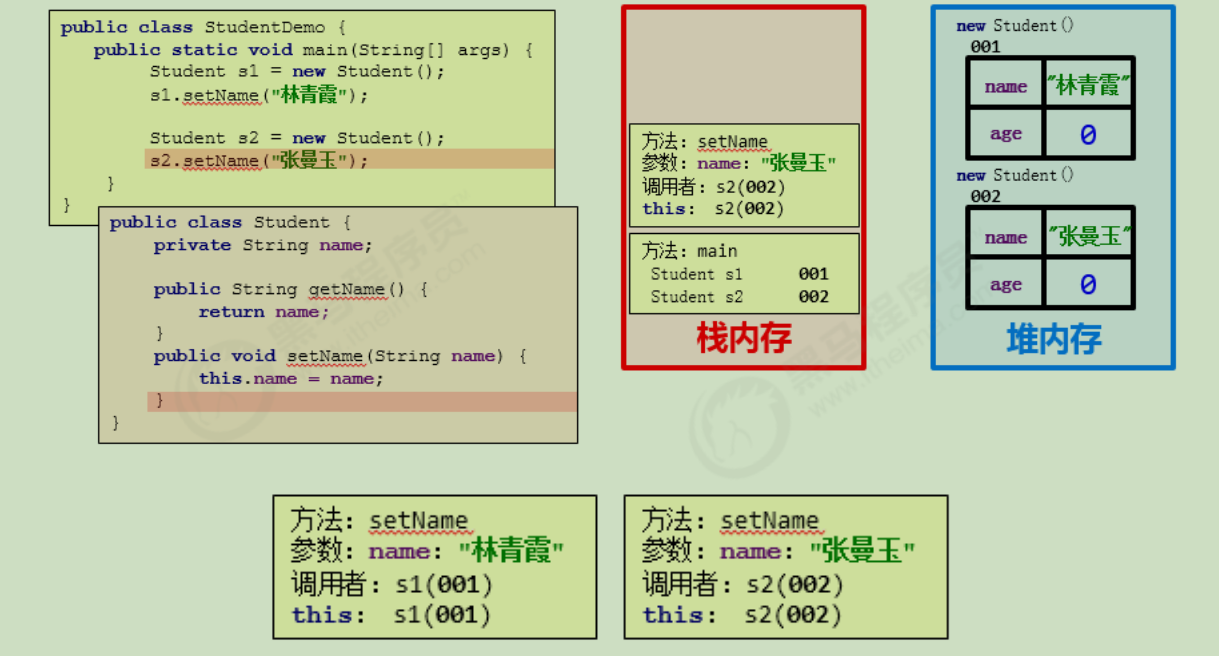 public class StudentDemo {
public static void main(String[] args) {
Student s1 = new Student();
s1.setName("林青霞");
Student s2 = new Student();
s2.setName("张曼玉");
}
}
public class Student {
private String name;
public String getName() {
return name;
}
public void setName(String name) {
this.name = name;
}
}
方法: setName
参数: name: "张曼玉"
调用者: s2(002)
this: s2(002)
方法: main
Student s1 001
Student s2 002
栈内存
new Student()
001
name "林青霞"
age 0
new Student()
002
name "张曼玉"
age 0
堆内存
方法: setName
参数: name: "林青霞"
调用者: s1(001)
this: s1(001)
方法: setName
参数: name: "张曼玉"
调用者: s2(002)
this: s2(002)
黑马程序员
www.itheima.com